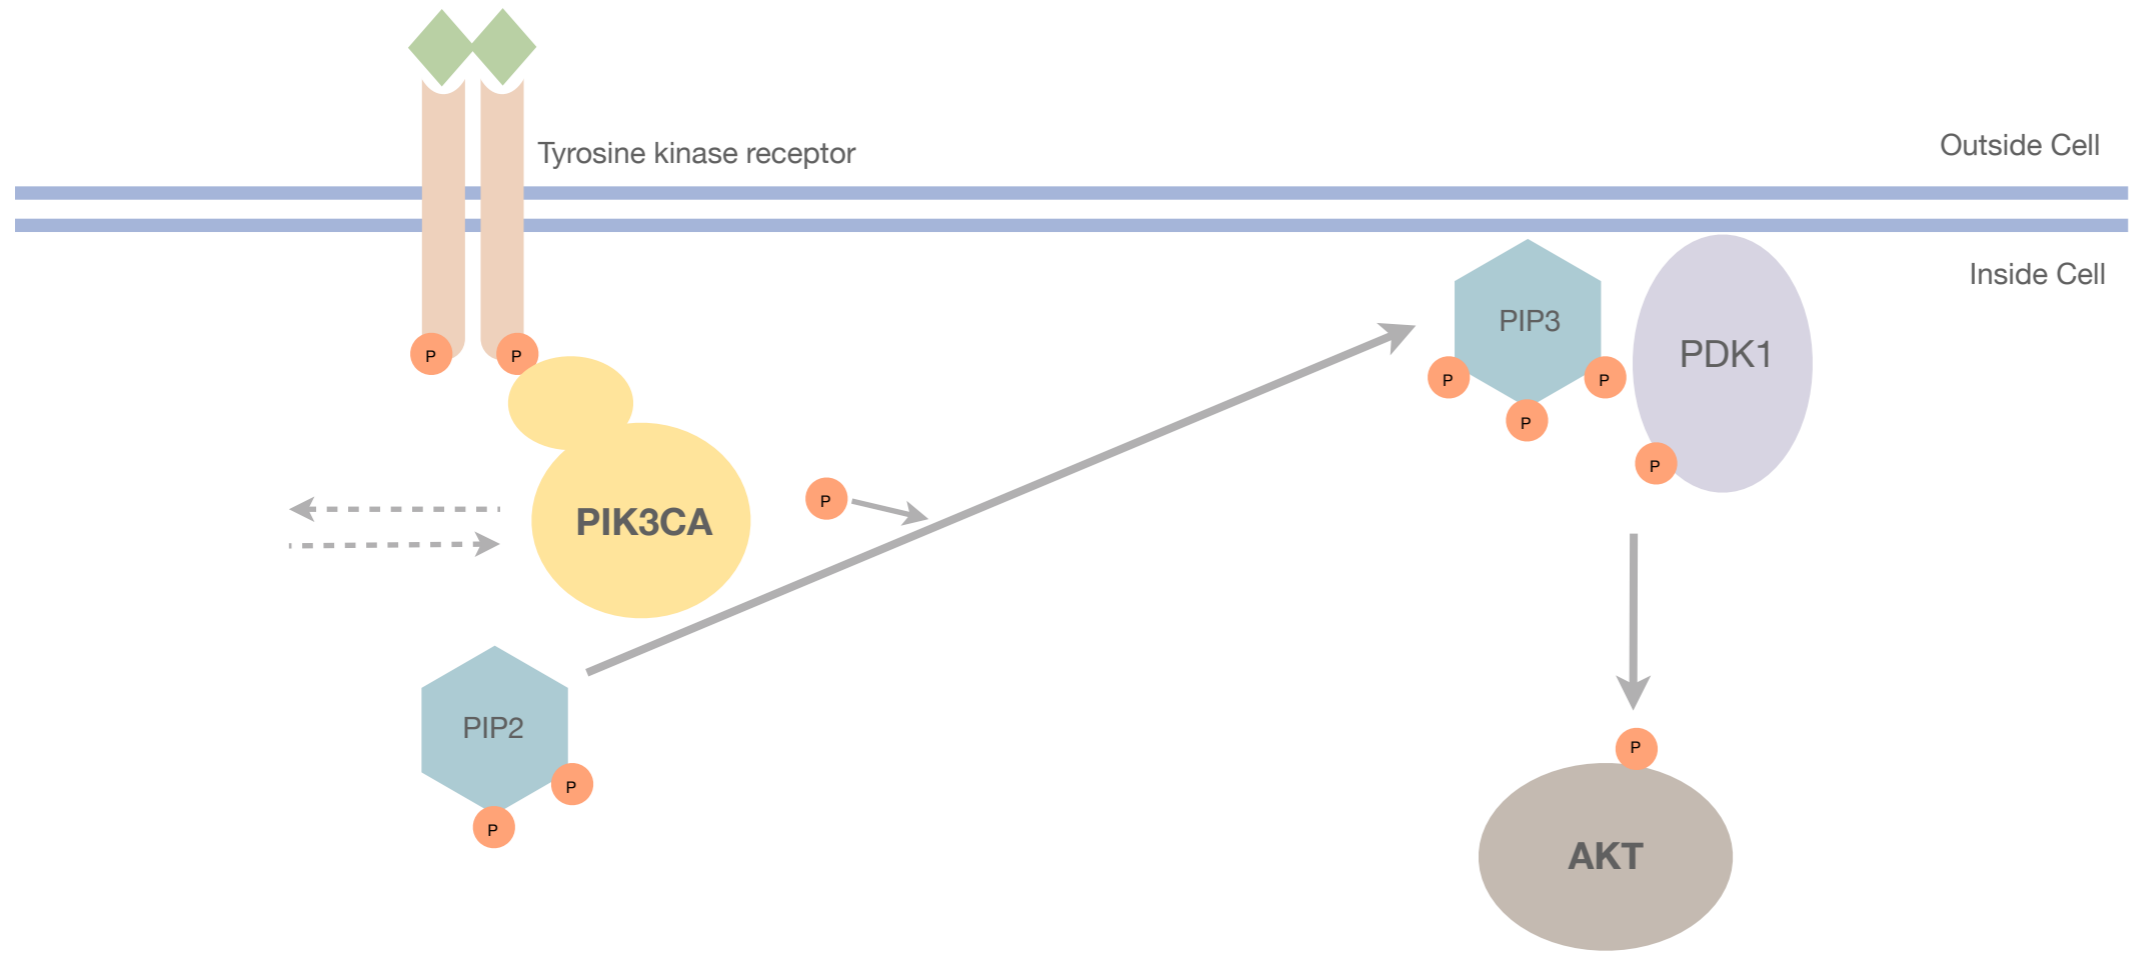 Tyrosine kinase receptor
Outside Cell
Inside Cell
P
P
PIP3
PDK1
P
P
P
P
PIK3CA
P
PIP2
P
P
P
AKT